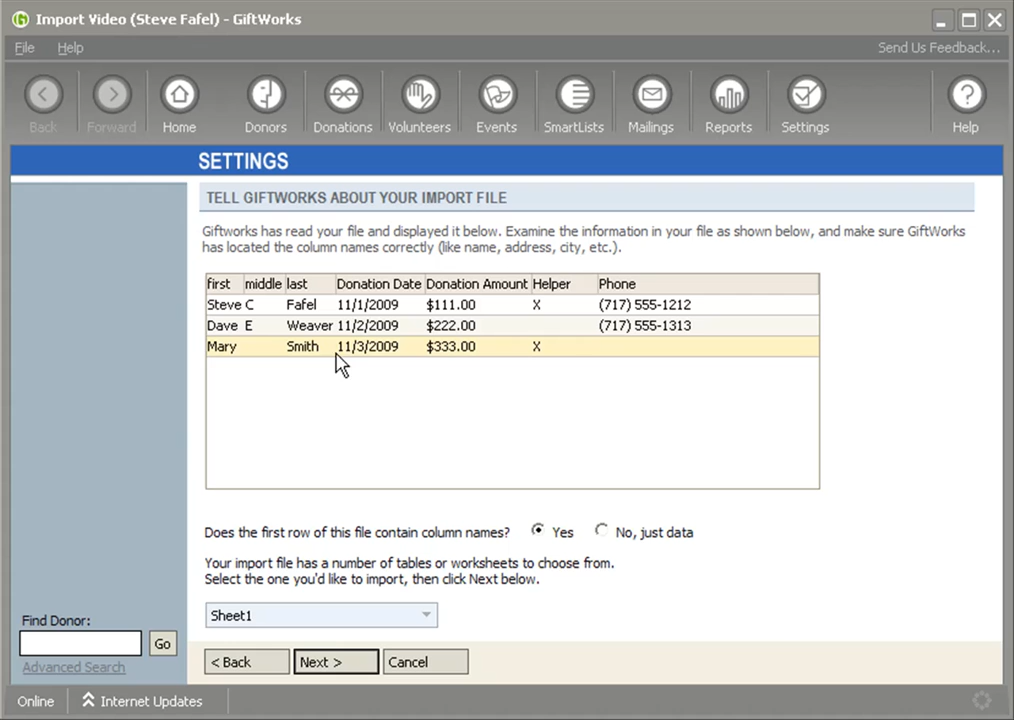 Import Video (Steve Fafel) - GiftWorks
File Help Send Us Feedback...
Back Forward Home Donors Donations Volunteers Events SmartLists Mailings Reports Settings Help
SETTINGS
TELL GIFTWORKS ABOUT YOUR IMPORT FILE
Giftworks has read your file and displayed it below. Examine the information in your file as shown below, and make sure GiftWorks
has located the column names correctly (like name, address, city, etc.).
first middle last Donation Date Donation Amount Helper Phone
Steve C Fafel 11/1/2009 $111.00 X (717) 555-1212
Dave E Weaver 11/2/2009 $222.00 (717) 555-1313
Mary Smith 11/3/2009 $333.00 X
Does the first row of this file contain column names? Yes No, just data
Your import file has a number of tables or worksheets to choose from.
Select the one you'd like to import, then click Next below.
Sheet1
Find Donor:
Go
Advanced Search
< Back Next > Cancel
Online Internet Updates